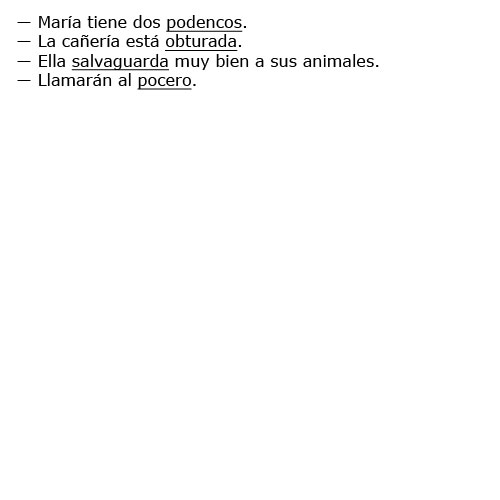 — María tiene dos podencos.
— La cañería está obturada.
— Ella salvaguarda muy bien a sus animales.
— Llamarán al pocero.